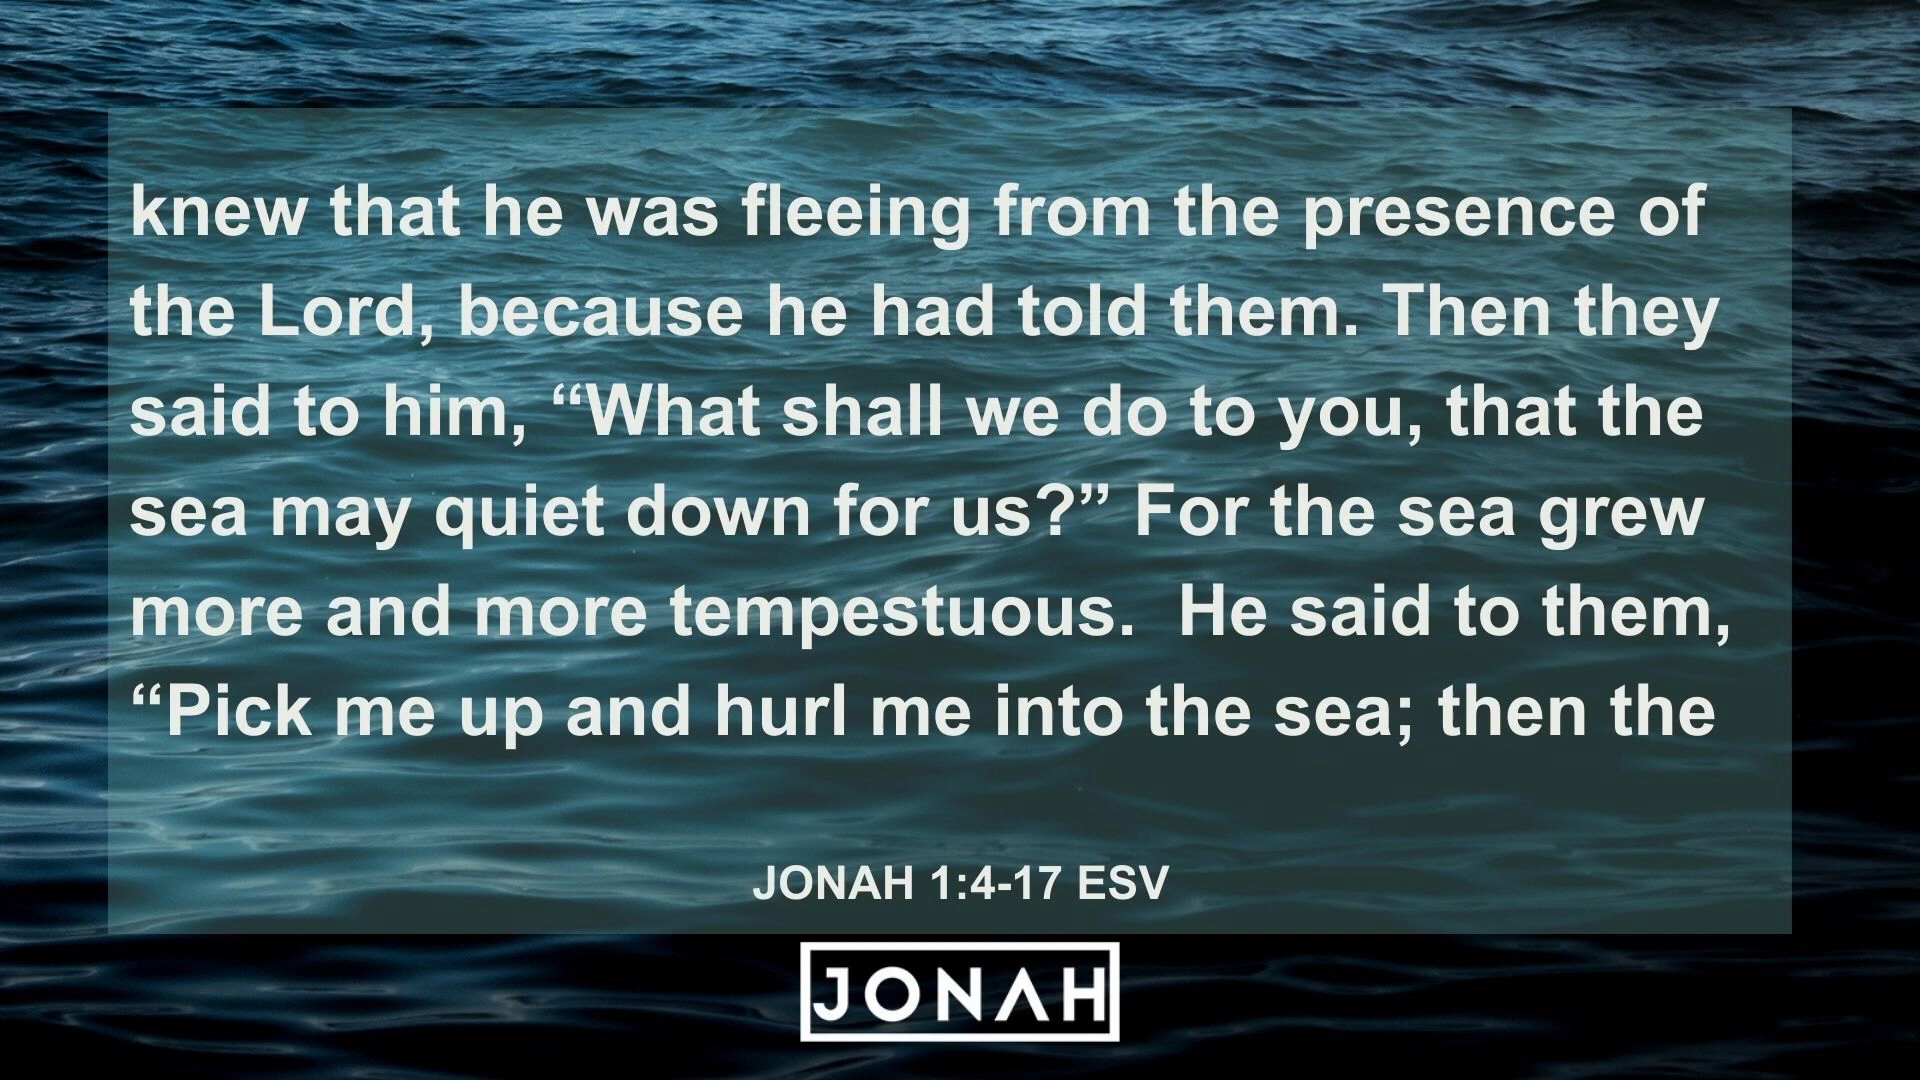 knew that he was fleeing from the presence of
the Lord, because he had told them. Then they
said to him, “What shall we do to you, that the
sea may quiet down for us?” For the sea grew
more and more tempestuous.  He said to them,
“Pick me up and hurl me into the sea; then the
JONAH 1:4-17 ESV
JONAH